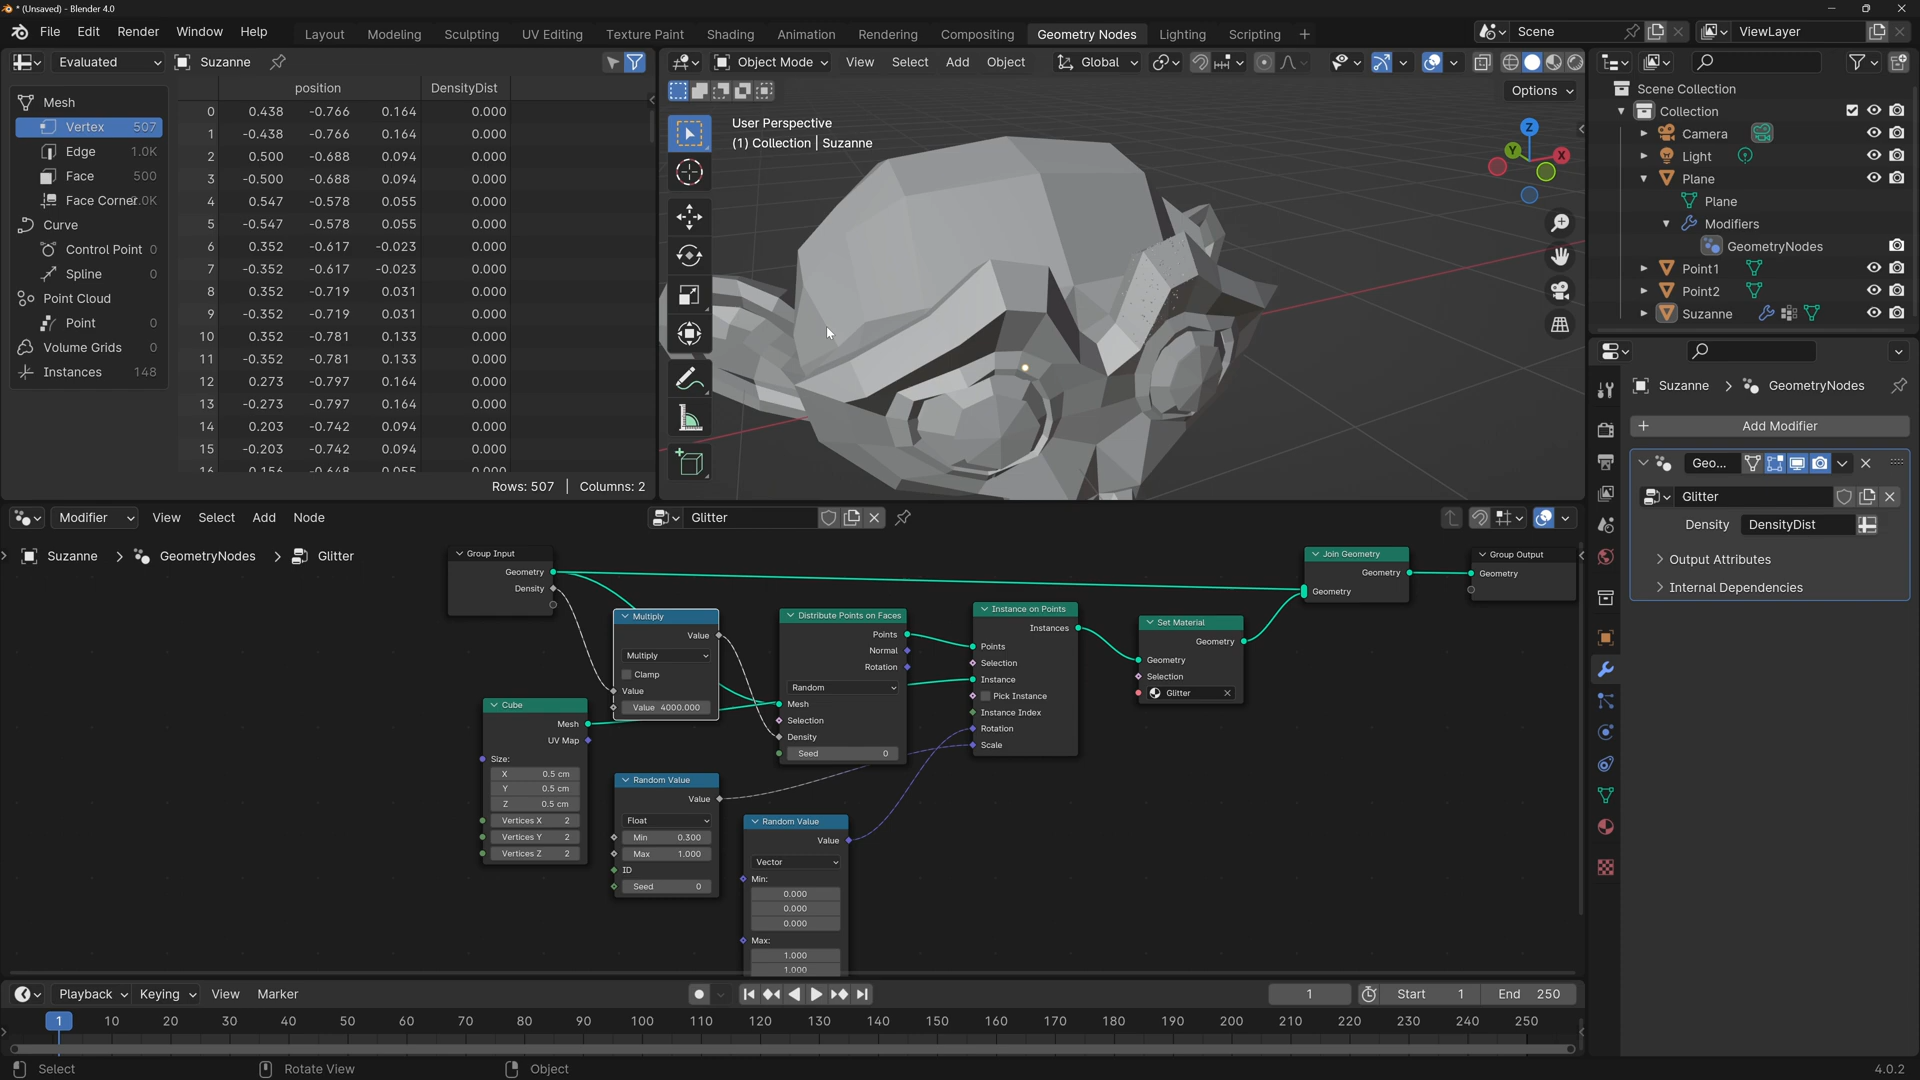 * (Unsaved) - Blender 4.0
File Edit Render Window Help
Layout Modeling Sculpting UV Editing Texture Paint Shading Animation Rendering Compositing Geometry Nodes Lighting Scripting +
Scene
ViewLayer
Evaluated
Suzanne
Mesh
Vertex 507
Edge 1.0K
Face 500
Face Corner
Curve
Control Point 0
Spline 0
Point Cloud
Point 0
Volume Grids 0
Instances 148
position DensityDist
0 0.438 -0.766 0.164 0.000
1 -0.438 -0.766 0.164 0.000
2 0.500 -0.688 0.094 0.000
3 -0.500 -0.688 0.094 0.000
4 0.547 -0.578 0.055 0.000
5 -0.547 -0.578 0.055 0.000
6 0.352 -0.617 -0.023 0.000
7 -0.352 -0.617 -0.023 0.000
8 0.352 -0.719 0.031 0.000
9 -0.352 -0.719 0.031 0.000
10 0.352 -0.781 0.133 0.000
11 -0.352 -0.781 0.133 0.000
12 0.273 -0.797 0.164 0.000
13 -0.273 -0.797 0.164 0.000
14 0.203 -0.742 0.094 0.000
15 -0.203 -0.742 0.094 0.000
16 0.156 -0.648 0.055 0.000
Rows: 507 | Columns: 2
Object Mode View Select Add Object
Global
Options
User Perspective
(1) Collection | Suzanne
Z
Y
X
Scene Collection
Collection
Camera
Light
Plane
Plane
Modifiers
GeometryNodes
Point1
Point2
Suzanne
Suzanne > GeometryNodes
+ Add Modifier
Geo...
Glitter
Density DensityDist
Output Attributes
Internal Dependencies
Modifier View Select Add Node
Glitter
Suzanne > GeometryNodes > Glitter
Group Input
Geometry
Density
Multiply
Value
Multiply
Clamp
Value
Value 4000.000
Cube
Mesh
UV Map
Size:
X 0.5 cm
Y 0.5 cm
Z 0.5 cm
Vertices X 2
Vertices Y 2
Vertices Z 2
Random Value
Value
Float
Min 0.300
Max 1.000
ID
Seed 0
Distribute Points on Faces
Points
Normal
Rotation
Random
Mesh
Selection
Density
Seed 0
Random Value
Value
Vector
Min:
0.000
0.000
0.000
Max:
1.000
1.000
Instance on Points
Instances
Points
Selection
Instance
Pick Instance
Instance Index
Rotation
Scale
Set Material
Geometry
Geometry
Selection
Glitter
Join Geometry
Geometry
Geometry
Group Output
Geometry
Playback Keying View Marker
1
Start 1
End 250
1 10 20 30 40 50 60 70 80 90 100 110 120 130 140 150 160 170 180 190 200 210 220 230 240 250
Select
Rotate View
Object
4.0.2